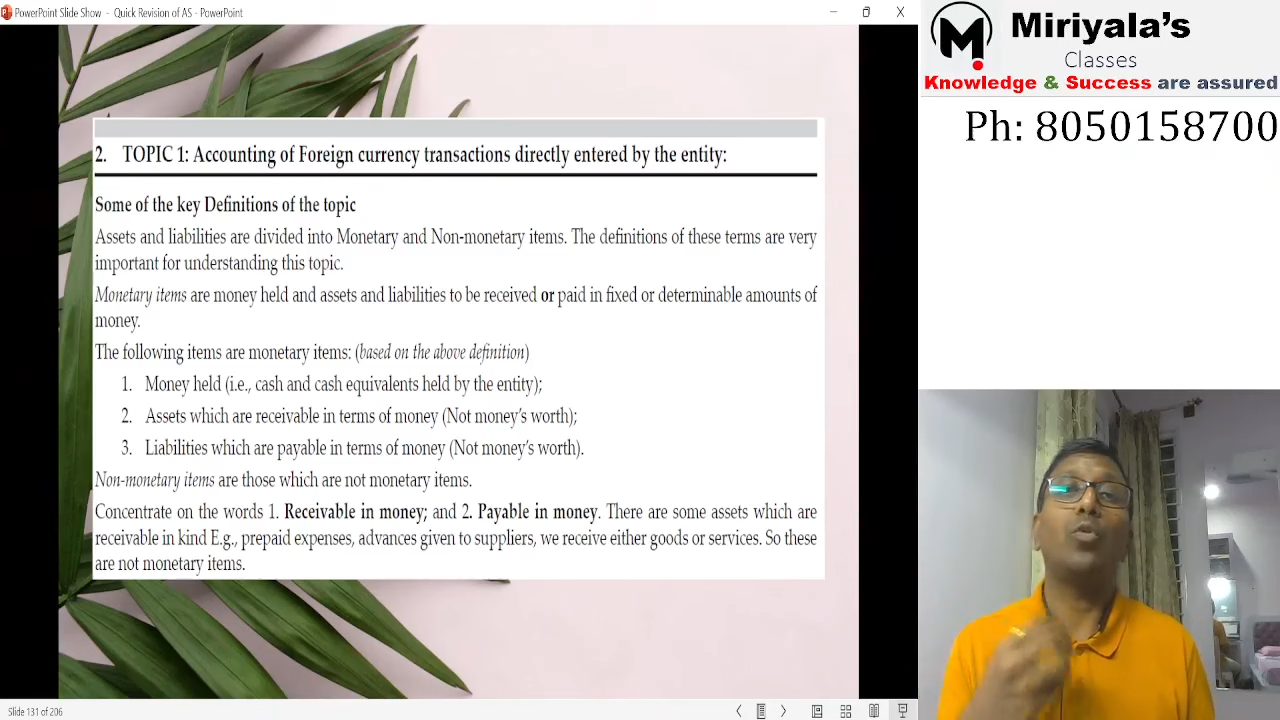 PowerPoint Slide Show - Quick Revision of AS - PowerPoint
Miriyala's
Classes
Knowledge & Success are assured
Ph: 8050158700
2. TOPIC 1: Accounting of Foreign currency transactions directly entered by the entity:
Some of the key Definitions of the topic
Assets and liabilities are divided into Monetary and Non-monetary items. The definitions of these terms are very
important for understanding this topic.
Monetary items are money held and assets and liabilities to be received or paid in fixed or determinable amounts of
money.
The following items are monetary items: (based on the above definition)
1. Money held (i.e., cash and cash equivalents held by the entity);
2. Assets which are receivable in terms of money (Not money's worth);
3. Liabilities which are payable in terms of money (Not money's worth).
Non-monetary items are those which are not monetary items.
Concentrate on the words 1. Receivable in money; and 2. Payable in money. There are some assets which are
receivable in kind E.g., prepaid expenses, advances given to suppliers, we receive either goods or services. So these
are not monetary items.
Slide 131 of 206